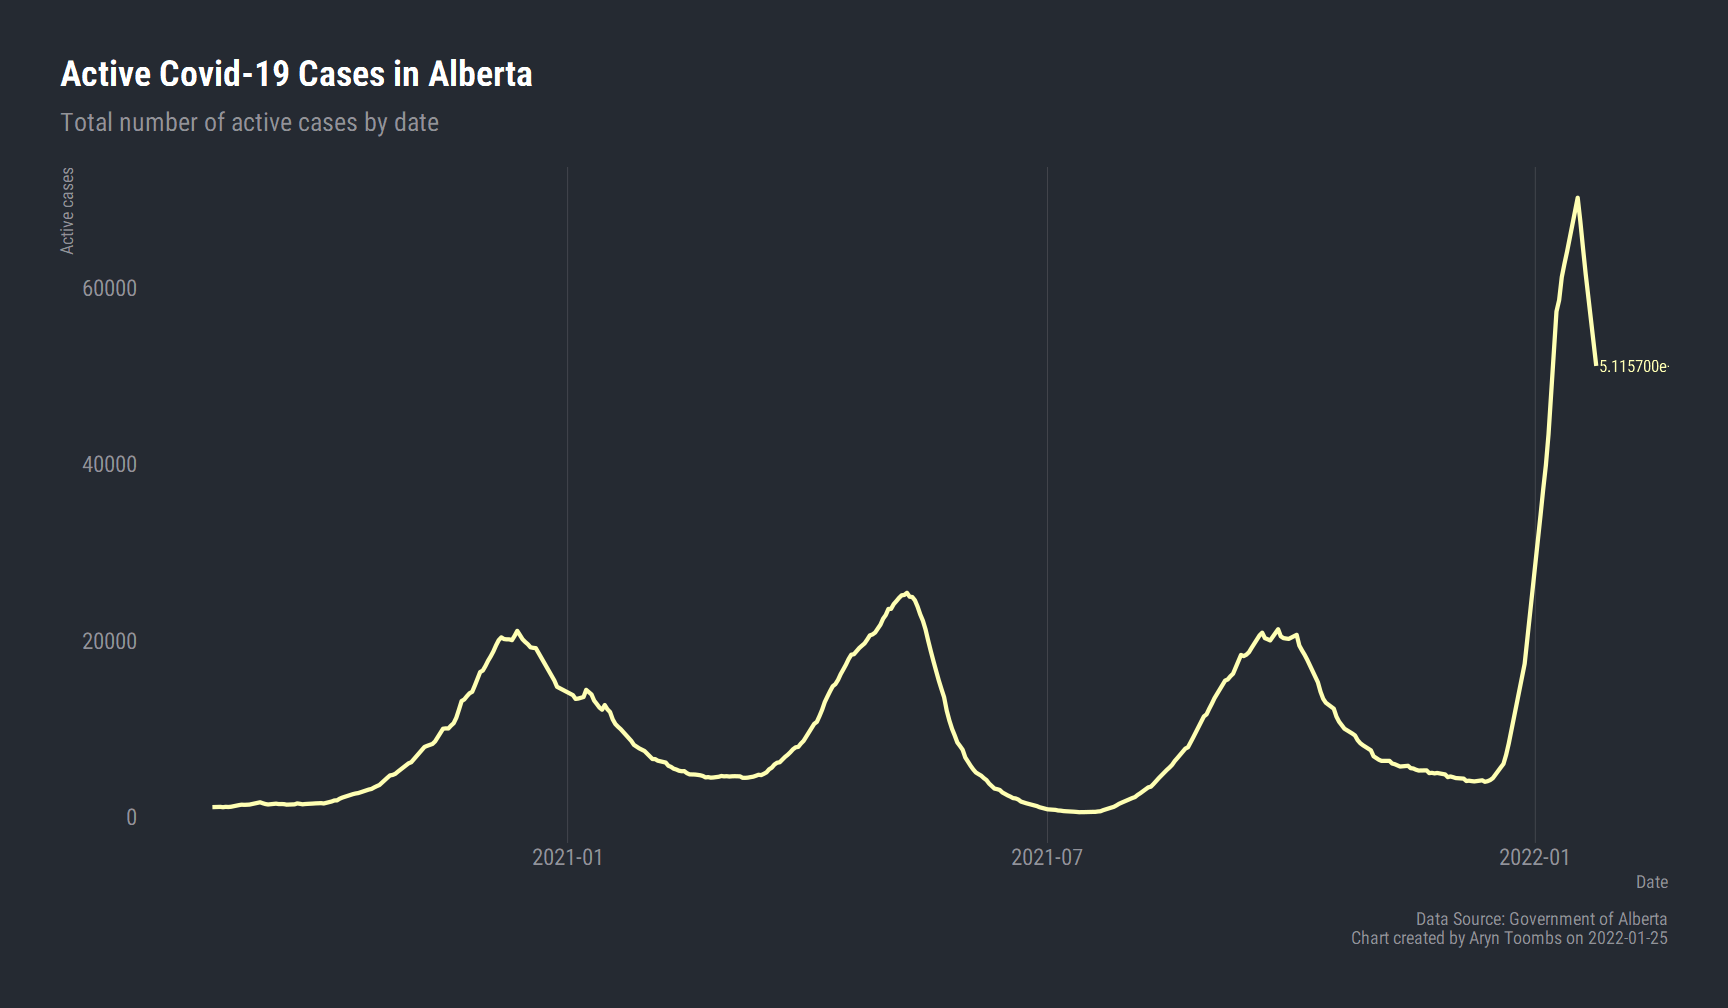 Active Covid-19 Cases in Alberta
Total number of active cases by date
Active cases
60000
40000
20000
0
5.115700e-
2021-01
2021-07
2022-01
Date
Data Source: Government of Alberta
Chart created by Aryn Toombs on 2022-01-25